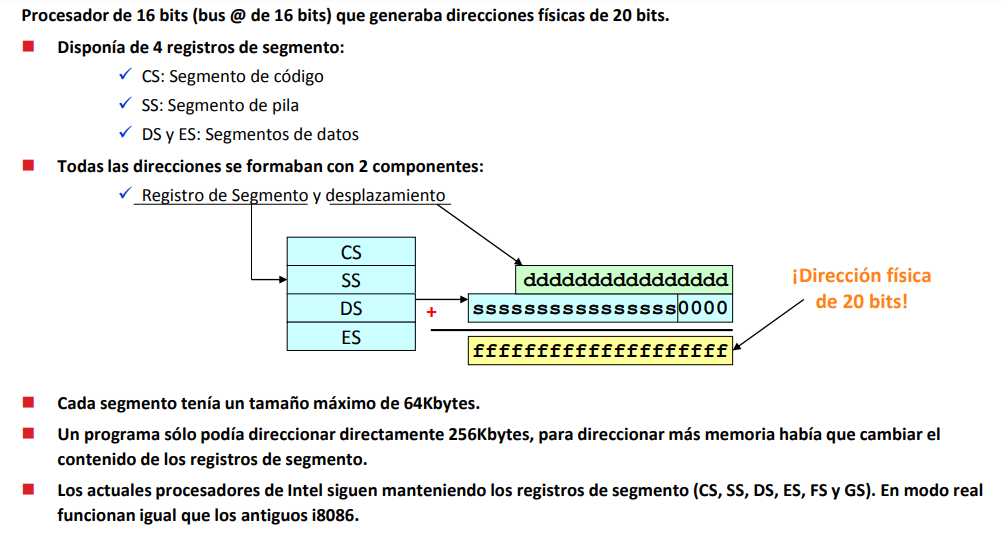 Procesador de 16 bits (bus @ de 16 bits) que generaba direcciones físicas de 20 bits.
Disponía de 4 registros de segmento:
✓ CS: Segmento de código
✓ SS: Segmento de pila
✓ DS y ES: Segmentos de datos
Todas las direcciones se formaban con 2 componentes:
✓ Registro de Segmento y desplazamiento
CS
SS
DS
ES
+
dddddddddddddddd
ssssssssssssssss0000
ffffffffffffffffffff
¡Dirección física
de 20 bits!
Cada segmento tenía un tamaño máximo de 64Kbytes.
Un programa sólo podía direccionar directamente 256Kbytes, para direccionar más memoria había que cambiar el
contenido de los registros de segmento.
Los actuales procesadores de Intel siguen manteniendo los registros de segmento (CS, SS, DS, ES, FS y GS). En modo real
funcionan igual que los antiguos i8086.